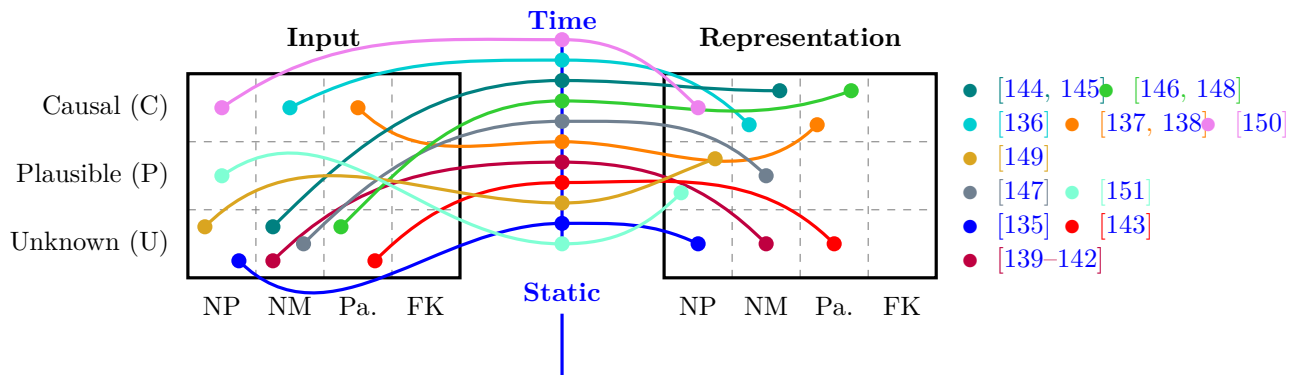 Time
Input
Representation
Causal (C)
Plausible (P)
Unknown (U)
NP NM Pa. FK
Static
NP NM Pa. FK
[144, 145] [146, 148]
[136] [137, 138] [150]
[149]
[147] [151]
[135] [143]
[139–142]